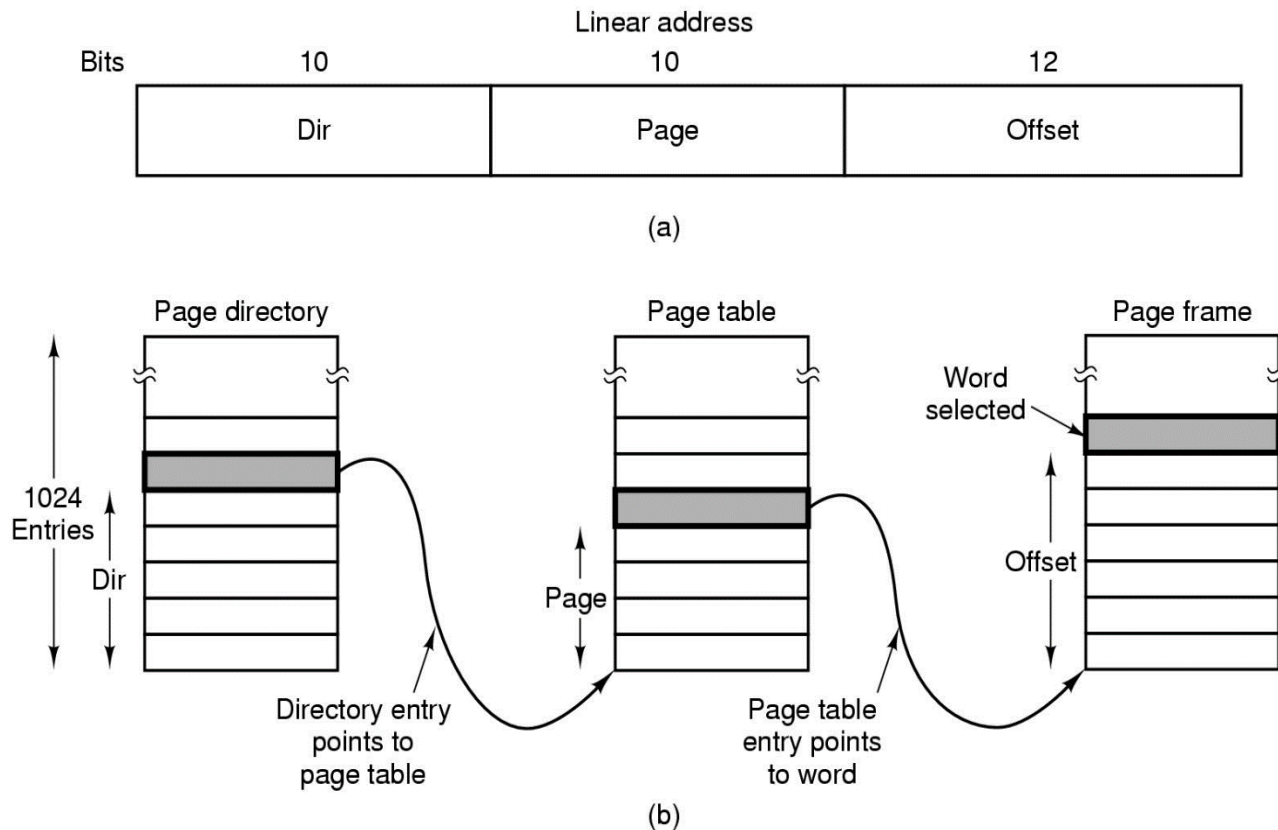 Linear address
Bits 10 10 12
Dir Page Offset
(a)
Page directory Page table Page frame
Word
selected
1024
Entries
Dir
Page
Offset
Directory entry
points to
page table
Page table
entry points
to word
(b)